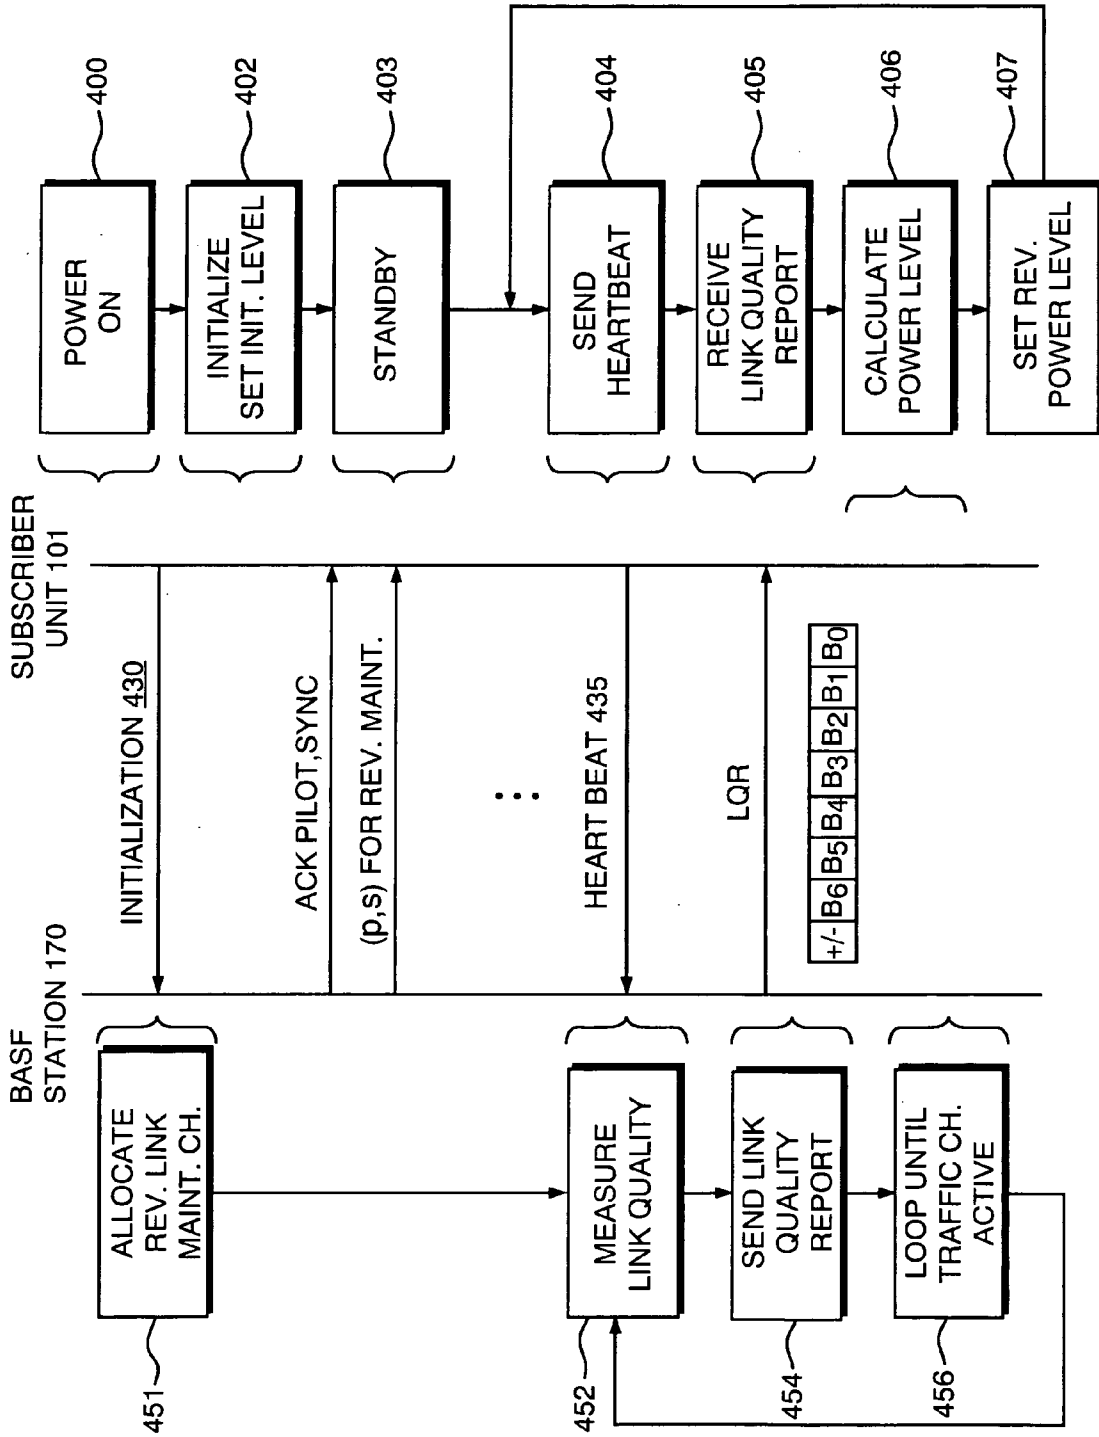 BASF
STATION 170
SUBSCRIBER
UNIT 101
451
ALLOCATE
REV. LINK
MAINT. CH.
INITIALIZATION 430
POWER
ON
400
INITIALIZE
SET INIT. LEVEL
402
ACK PILOT,SYNC
STANDBY
403
(p,s) FOR REV. MAINT.
...
452
MEASURE
LINK QUALITY
HEART BEAT 435
SEND
HEARTBEAT
404
454
SEND LINK
QUALITY
REPORT
LQR
RECEIVE
LINK QUALITY
REPORT
405
+/- B6 B5 B4 B3 B2 B1 B0
CALCULATE
POWER LEVEL
406
456
LOOP UNTIL
TRAFFIC CH.
ACTIVE
SET REV.
POWER LEVEL
407